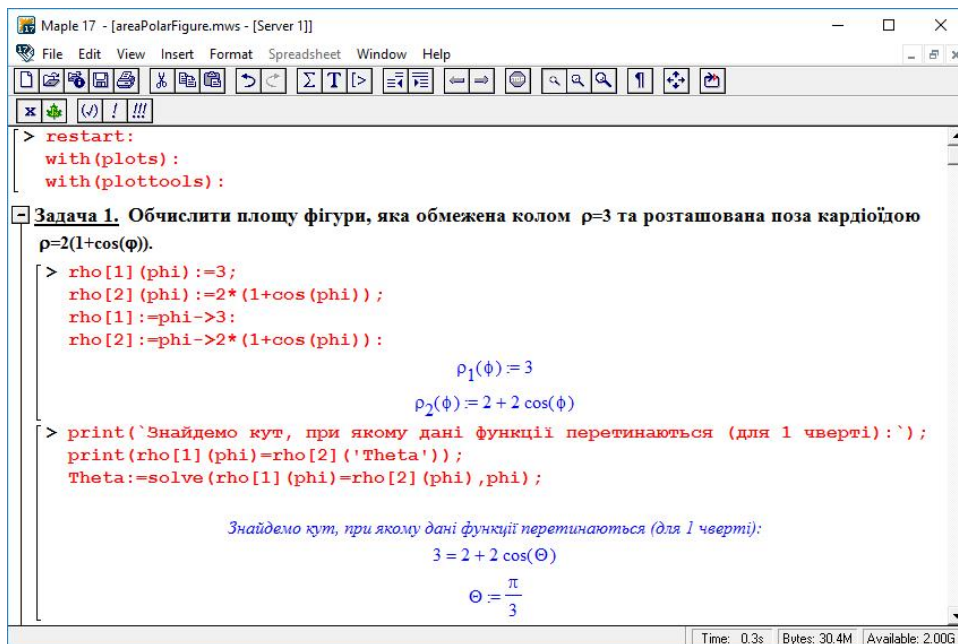 Maple 17 - [areaPolarFigure.mws - [Server 1]]
File Edit View Insert Format Spreadsheet Window Help
> restart:
with(plots):
with(plottools):
Задача 1. Обчислити площу фігури, яка обмежена колом ρ=3 та розташована поза кардіоїдою
ρ=2(1+cos(φ)).
> rho[1](phi):=3;
rho[2](phi):=2*(1+cos(phi));
rho[1]:=phi->3:
rho[2]:=phi->2*(1+cos(phi)):
ρ₁(ϕ) := 3
ρ₂(ϕ) := 2 + 2 cos(ϕ)
> print(`Знайдемо кут, при якому дані функції перетинаються (для 1 чверті):`);
print(rho[1](phi)=rho[2]('Theta'));
Theta:=solve(rho[1](phi)=rho[2](phi),phi);
Знайдемо кут, при якому дані функції перетинаються (для 1 чверті):
3 = 2 + 2 cos(Θ)
Θ := π/3
Time: 0.3s Bytes: 30.4M Available: 2.00G